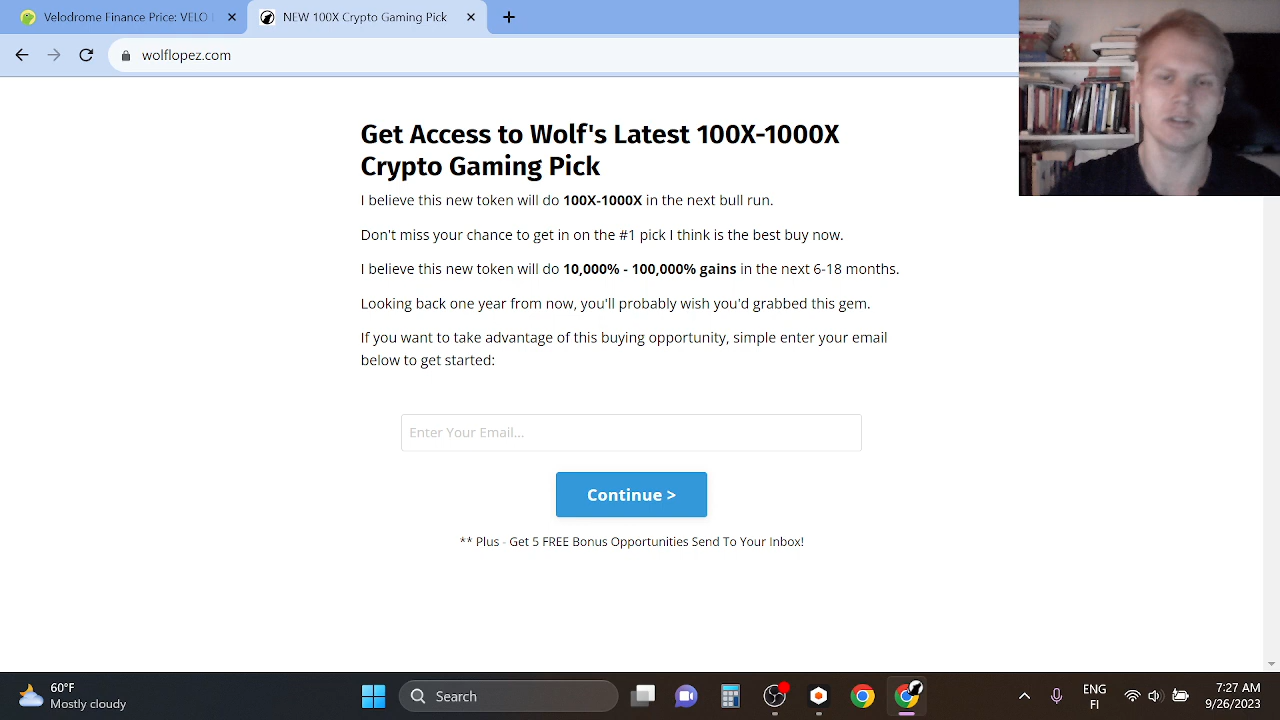 Velodrome Finance Price: VELO
NEW 100X Crypto Gaming Pick
wolflopez.com
Get Access to Wolf's Latest 100X-1000X
Crypto Gaming Pick
I believe this new token will do 100X-1000X in the next bull run.
Don't miss your chance to get in on the #1 pick I think is the best buy now.
I believe this new token will do 10,000% - 100,000% gains in the next 6-18 months.
Looking back one year from now, you'll probably wish you'd grabbed this gem.
If you want to take advantage of this buying opportunity, simple enter your email
below to get started:
Enter Your Email...
Continue >
** Plus - Get 5 FREE Bonus Opportunities Send To Your Inbox!
60°F
Mostly cloudy
Search
ENG
FI
7:27 AM
9/26/2023